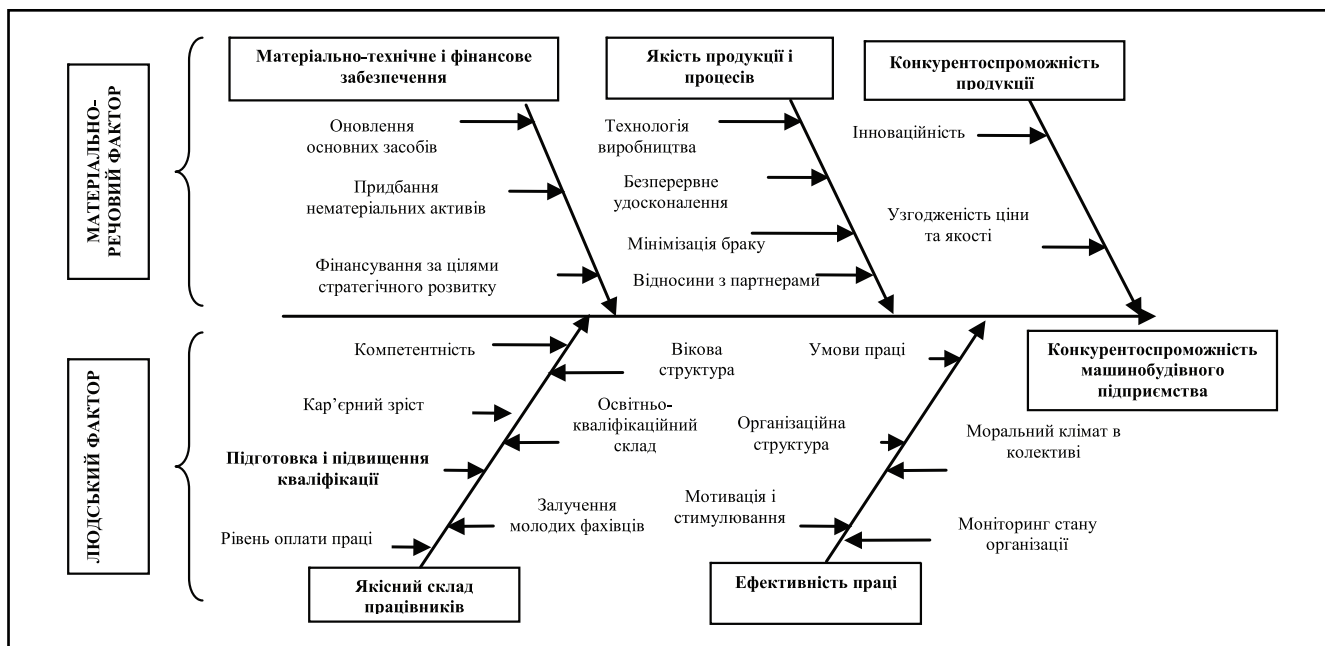 МАТЕРІАЛЬНО-
РЕЧОВИЙ ФАКТОР
Матеріально-технічне і фінансове
забезпечення
Оновлення
основних засобів
Придбання
нематеріальних активів
Фінансування за цілями
стратегічного розвитку
Якість продукції і
процесів
Технологія
виробництва
Безперервне
удосконалення
Мінімізація браку
Відносини з партнерами
Конкурентоспроможність
продукції
Інноваційність
Узгодженість ціни
та якості
Конкурентоспроможність
машинобудівного
підприємства
ЛЮДСЬКИЙ ФАКТОР
Компетентність
Кар’єрний зріст
Підготовка і підвищення
кваліфікації
Рівень оплати праці
Вікова
структура
Освітньо-
кваліфікаційний
склад
Залучення
молодих фахівців
Якісний склад
працівників
Умови праці
Організаційна
структура
Мотивація і
стимулювання
Моральний клімат в
колективі
Моніторинг стану
організації
Ефективність праці